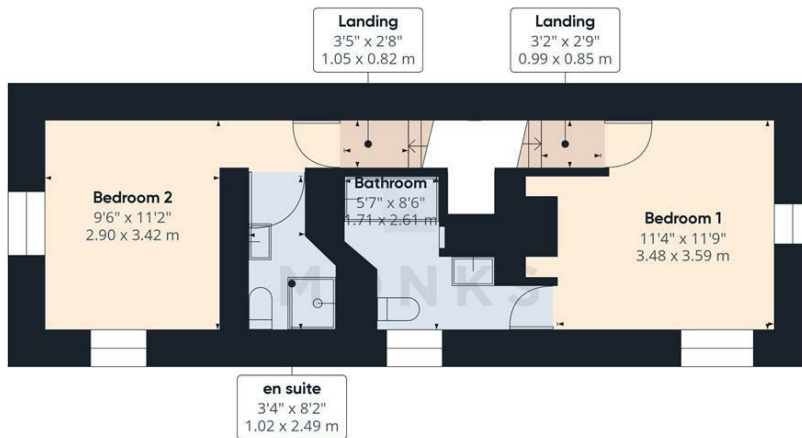 Landing
3'5" x 2'8"
1.05 x 0.82 m
Landing
3'2" x 2'9"
0.99 x 0.85 m
Bedroom 2
9'6" x 11'2"
2.90 x 3.42 m
Bathroom
5'7" x 8'6"
1.71 x 2.61 m
Bedroom 1
11'4" x 11'9"
3.48 x 3.59 m
MONKS
en suite
3'4" x 8'2"
1.02 x 2.49 m